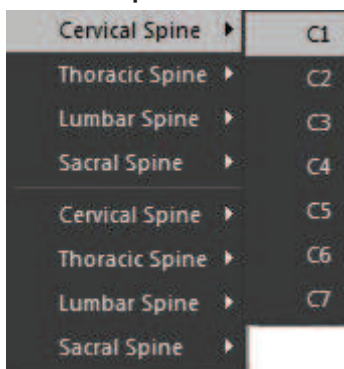 Cervical Spine C1
Thoracic Spine C2
Lumbar Spine C3
Sacral Spine C4
Cervical Spine C5
Thoracic Spine C6
Lumbar Spine C7
Sacral Spine